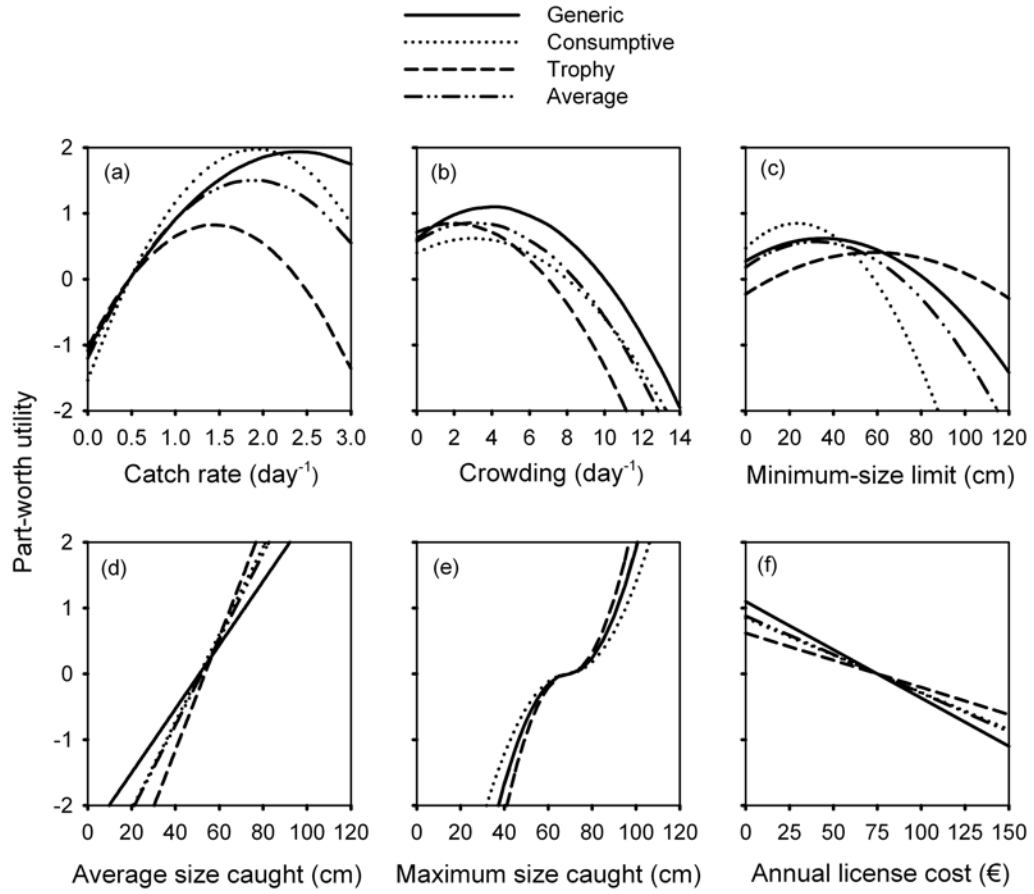 Generic
Consumptive
Trophy
Average
Part-worth utility
2
1
0
-1
-2
(a)
0.0 0.5 1.0 1.5 2.0 2.5 3.0
Catch rate (day⁻¹)
(b)
0 2 4 6 8 10 12 14
Crowding (day⁻¹)
(c)
0 20 40 60 80 100 120
Minimum-size limit (cm)
2
1
0
-1
-2
(d)
0 20 40 60 80 100 120
Average size caught (cm)
(e)
0 20 40 60 80 100 120
Maximum size caught (cm)
(f)
0 25 50 75 100 125 150
Annual license cost (€)